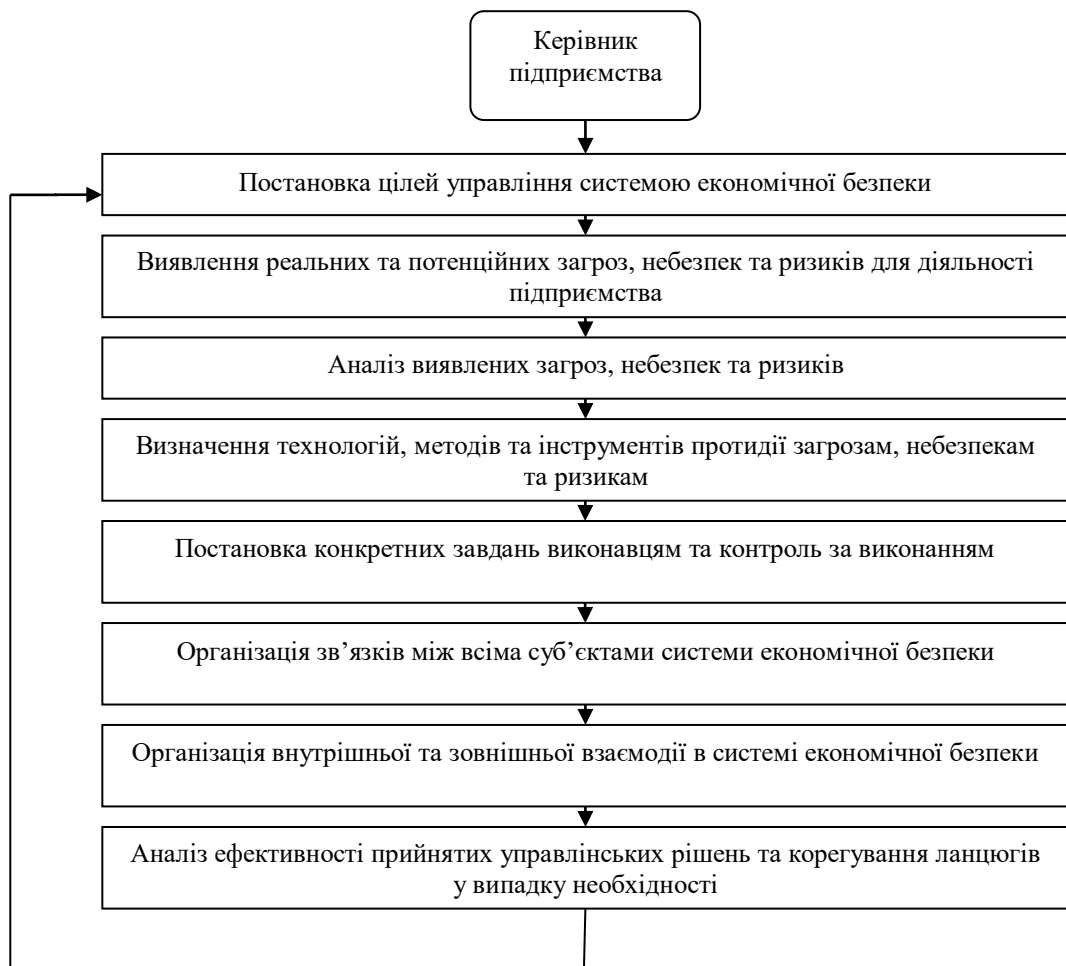 Керівник
підприємства
Постановка цілей управління системою економічної безпеки
Виявлення реальних та потенційних загроз, небезпек та ризиків для діяльності
підприємства
Аналіз виявлених загроз, небезпек та ризиків
Визначення технологій, методів та інструментів протидії загрозам, небезпекам
та ризикам
Постановка конкретних завдань виконавцям та контроль за виконанням
Організація зв’язків між всіма суб’єктами системи економічної безпеки
Організація внутрішньої та зовнішньої взаємодії в системі економічної безпеки
Аналіз ефективності прийнятих управлінських рішень та корегування ланцюгів
у випадку необхідності